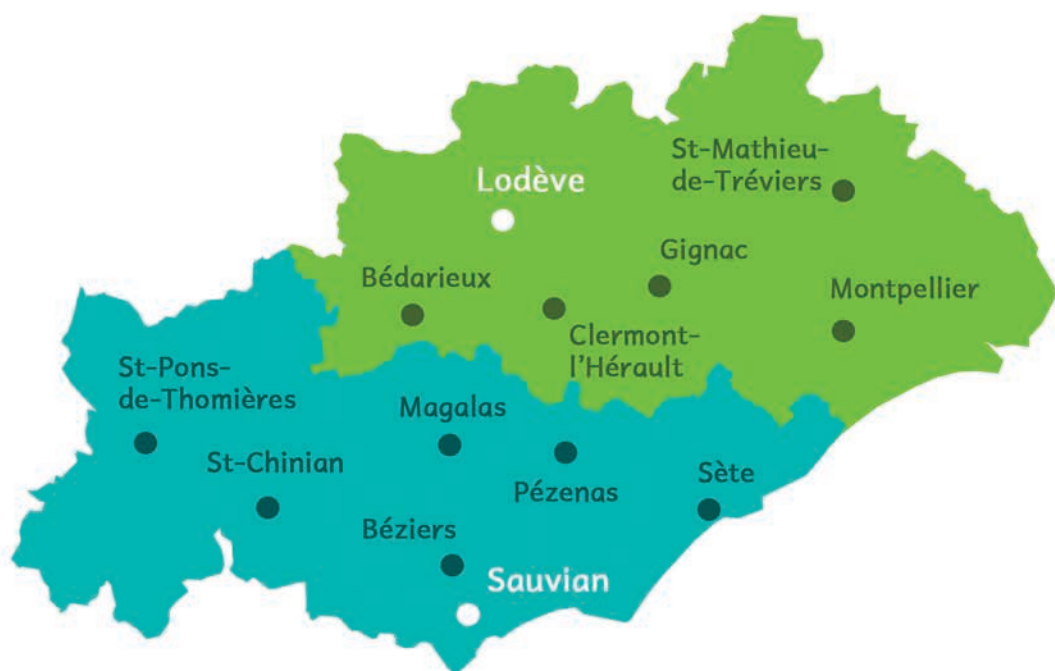 St-Mathieu-
de-Tréviers
Lodève
Gignac
Bédarieux
Montpellier
Clermont-
l'Hérault
St-Pons-
de-Thomières
Magalas
St-Chinian
Sète
Pézenas
Béziers
Sauvian